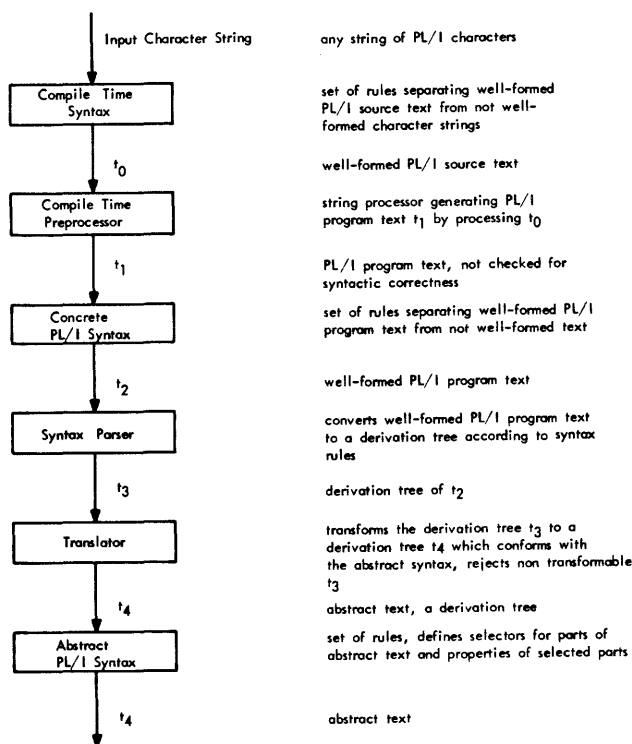 Input Character String
any string of PL/I characters
Compile Time
Syntax
set of rules separating well-formed
PL/I source text from not well-
formed character strings
t0
well-formed PL/I source text
Compile Time
Preprocessor
string processor generating PL/I
program text t1 by processing t0
t1
PL/I program text, not checked for
syntactic correctness
Concrete
PL/I Syntax
set of rules separating well-formed PL/I
program text from not well-formed text
t2
well-formed PL/I program text
Syntax Parser
converts well-formed PL/I program text
to a derivation tree according to syntax
rules
t3
derivation tree of t2
Translator
transforms the derivation tree t3 to a
derivation tree t4 which conforms with
the abstract syntax, rejects non transformable
t3
t4
abstract text, a derivation tree
Abstract
PL/I Syntax
set of rules, defines selectors for parts of
abstract text and properties of selected parts
t4
abstract text